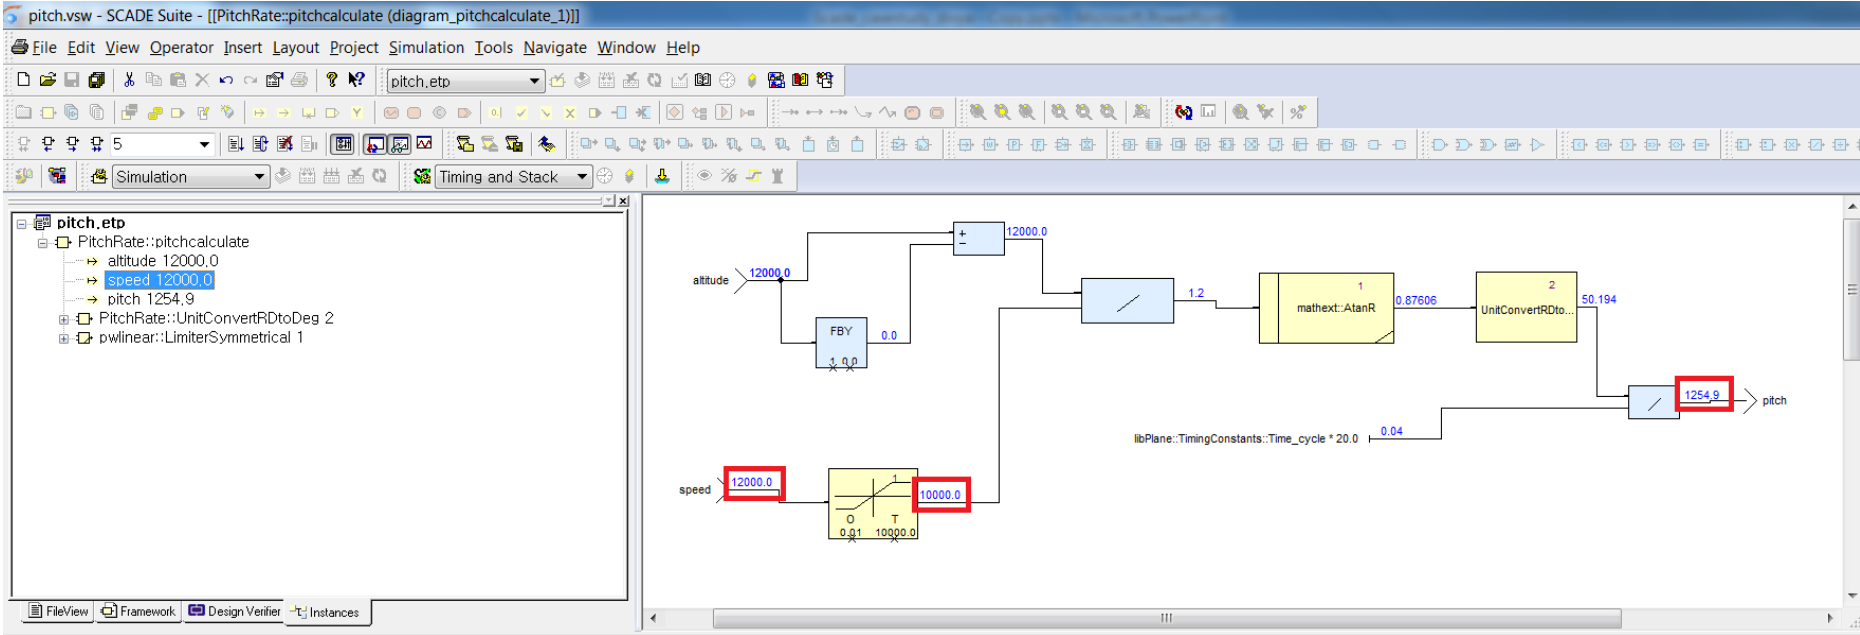 pitch.vsw - SCADE Suite - [[PitchRate::pitchcalculate (diagram_pitchcalculate_1)]]
File Edit View Operator Insert Layout Project Simulation Tools Navigate Window Help
pitch,etp
5
Simulation
Timing and Stack
pitch,etp
PitchRate::pitchcalculate
altitude 12000,0
speed 12000,0
pitch 1254,9
PitchRate::UnitConvertRDtoDeg 2
pwlinear::LimiterSymmetrical 1
FileView Framework Design Verifier Instances
altitude
12000.0
+
−
12000.0
FBY
1 0.0
0.0
1.2
1
mathext::AtanR
0.87606
2
UnitConvertRDto...
50.194
1254.9
pitch
libPlane::TimingConstants::Time_cycle * 20.0
0.04
speed
12000.0
1
O T
0.01 10000.0
10000.0